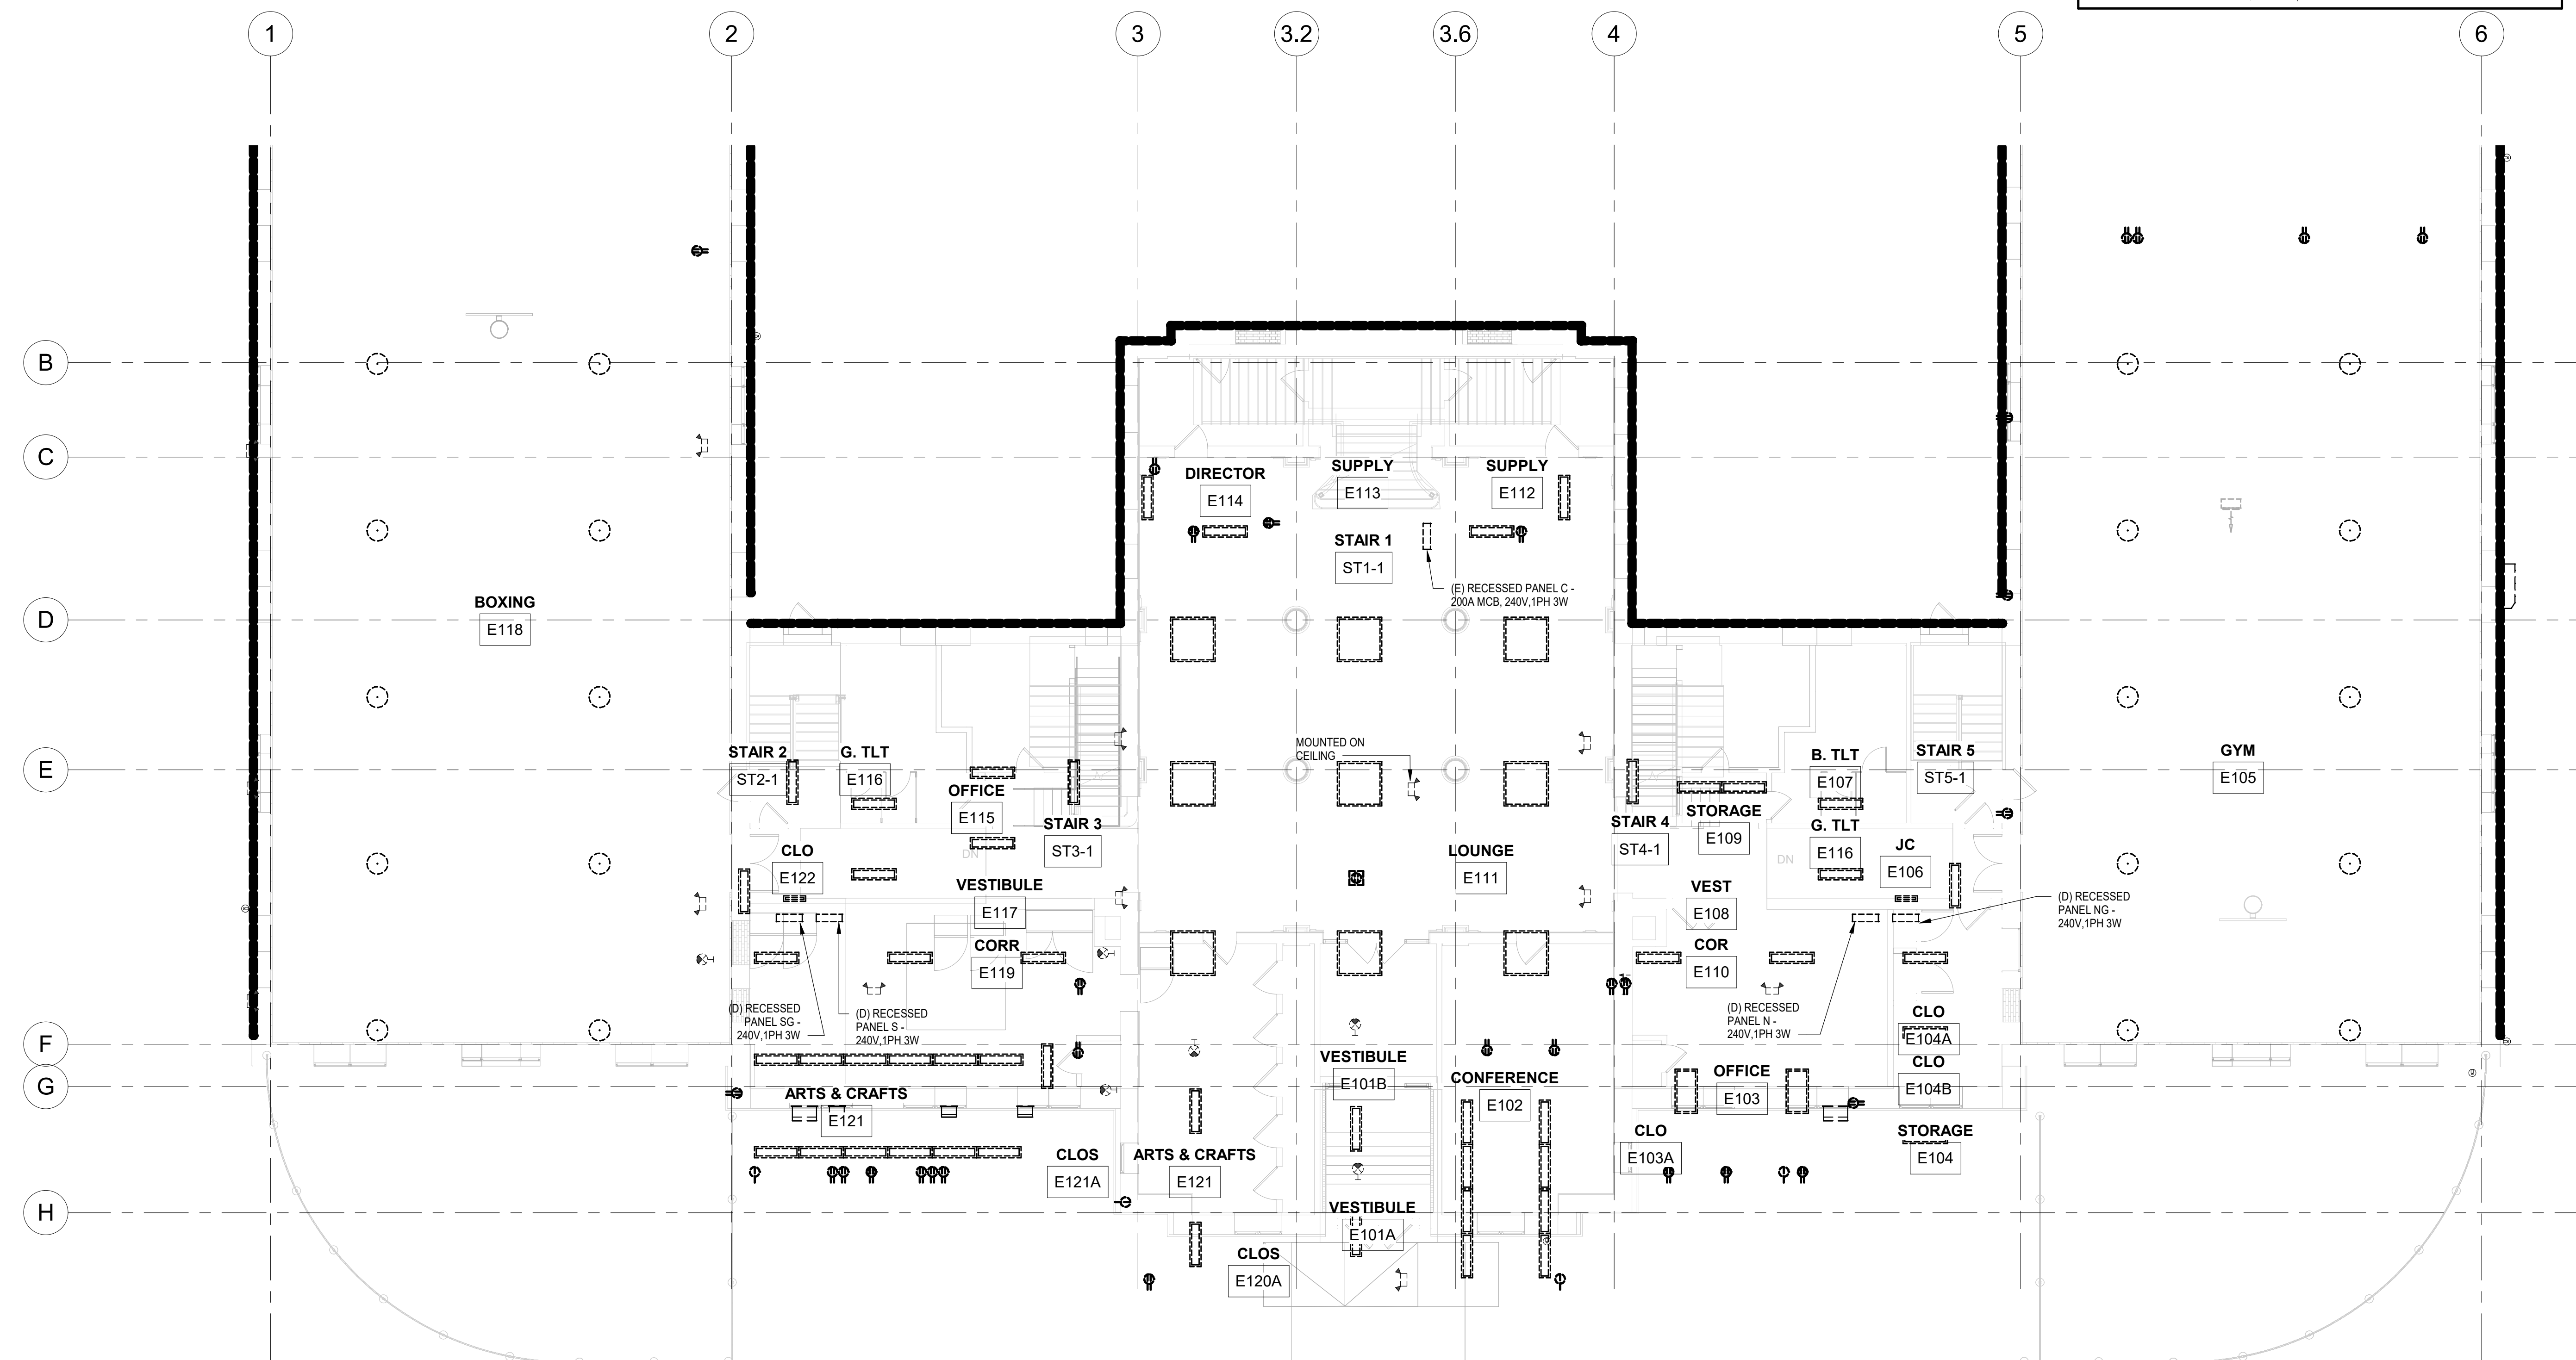 1
2
3
3.2
3.6
4
5
6
B
C
DIRECTOR
E114
SUPPLY
E113
SUPPLY
E112
STAIR 1
ST1-1
(E) RECESSED PANEL C -
200A MCB, 240V,1PH 3W
BOXING
E118
D
MOUNTED ON
CEILING
STAIR 2
ST2-1
G. TLT
E116
E
OFFICE
E115
STAIR 3
ST3-1
DN
B. TLT
E107
STAIR 5
ST5-1
GYM
E105
STORAGE
E109
STAIR 4
ST4-1
G. TLT
E116
DN
JC
E106
CLO
E122
LOUNGE
E111
VESTIBULE
E117
VEST
E108
(D) RECESSED
PANEL NG -
240V,1PH 3W
CORR
E119
COR
E110
(D) RECESSED
PANEL SG -
240V,1PH 3W
(D) RECESSED
PANEL S -
240V,1PH 3W
(D) RECESSED
PANEL N -
240V,1PH 3W
CLO
E104A
F
VESTIBULE
E101B
CLO
E104B
G
CONFERENCE
E102
OFFICE
E103
ARTS & CRAFTS
E121
CLO
E103A
STORAGE
E104
CLOS
E121A
ARTS & CRAFTS
E121
H
VESTIBULE
E101A
CLOS
E120A